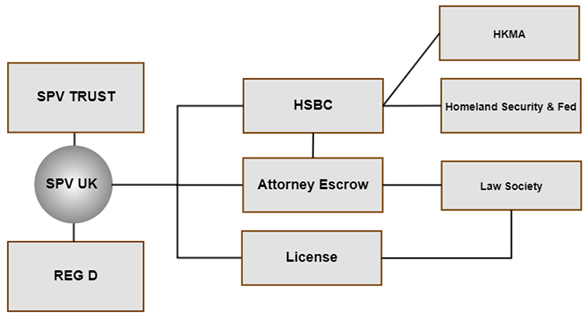 HKMA
SPV TRUST
HSBC
Homeland Security & Fed
SPV UK
Attorney Escrow
Law Society
REG D
License